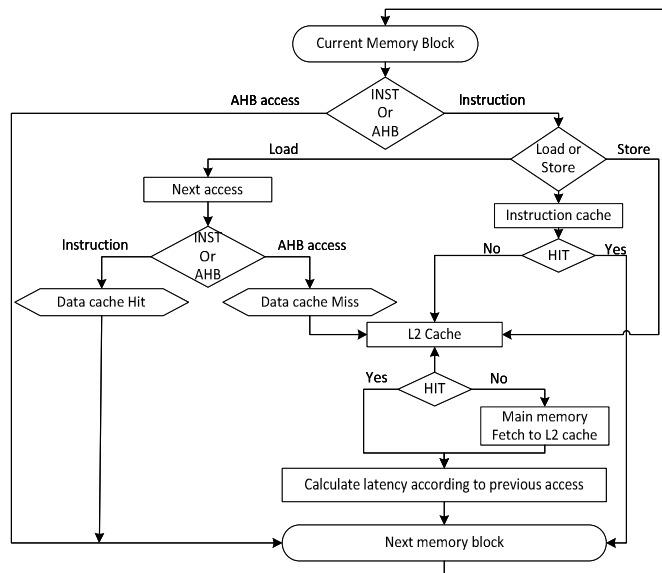 Current Memory Block
INST
Or
AHB
AHB access
Instruction
Load or
Store
Load
Store
Next access
Instruction cache
INST
Or
AHB
Instruction
AHB access
HIT
No
Yes
Data cache Hit
Data cache Miss
L2 Cache
HIT
Yes
No
Main memory
Fetch to L2 cache
Calculate latency according to previous access
Next memory block